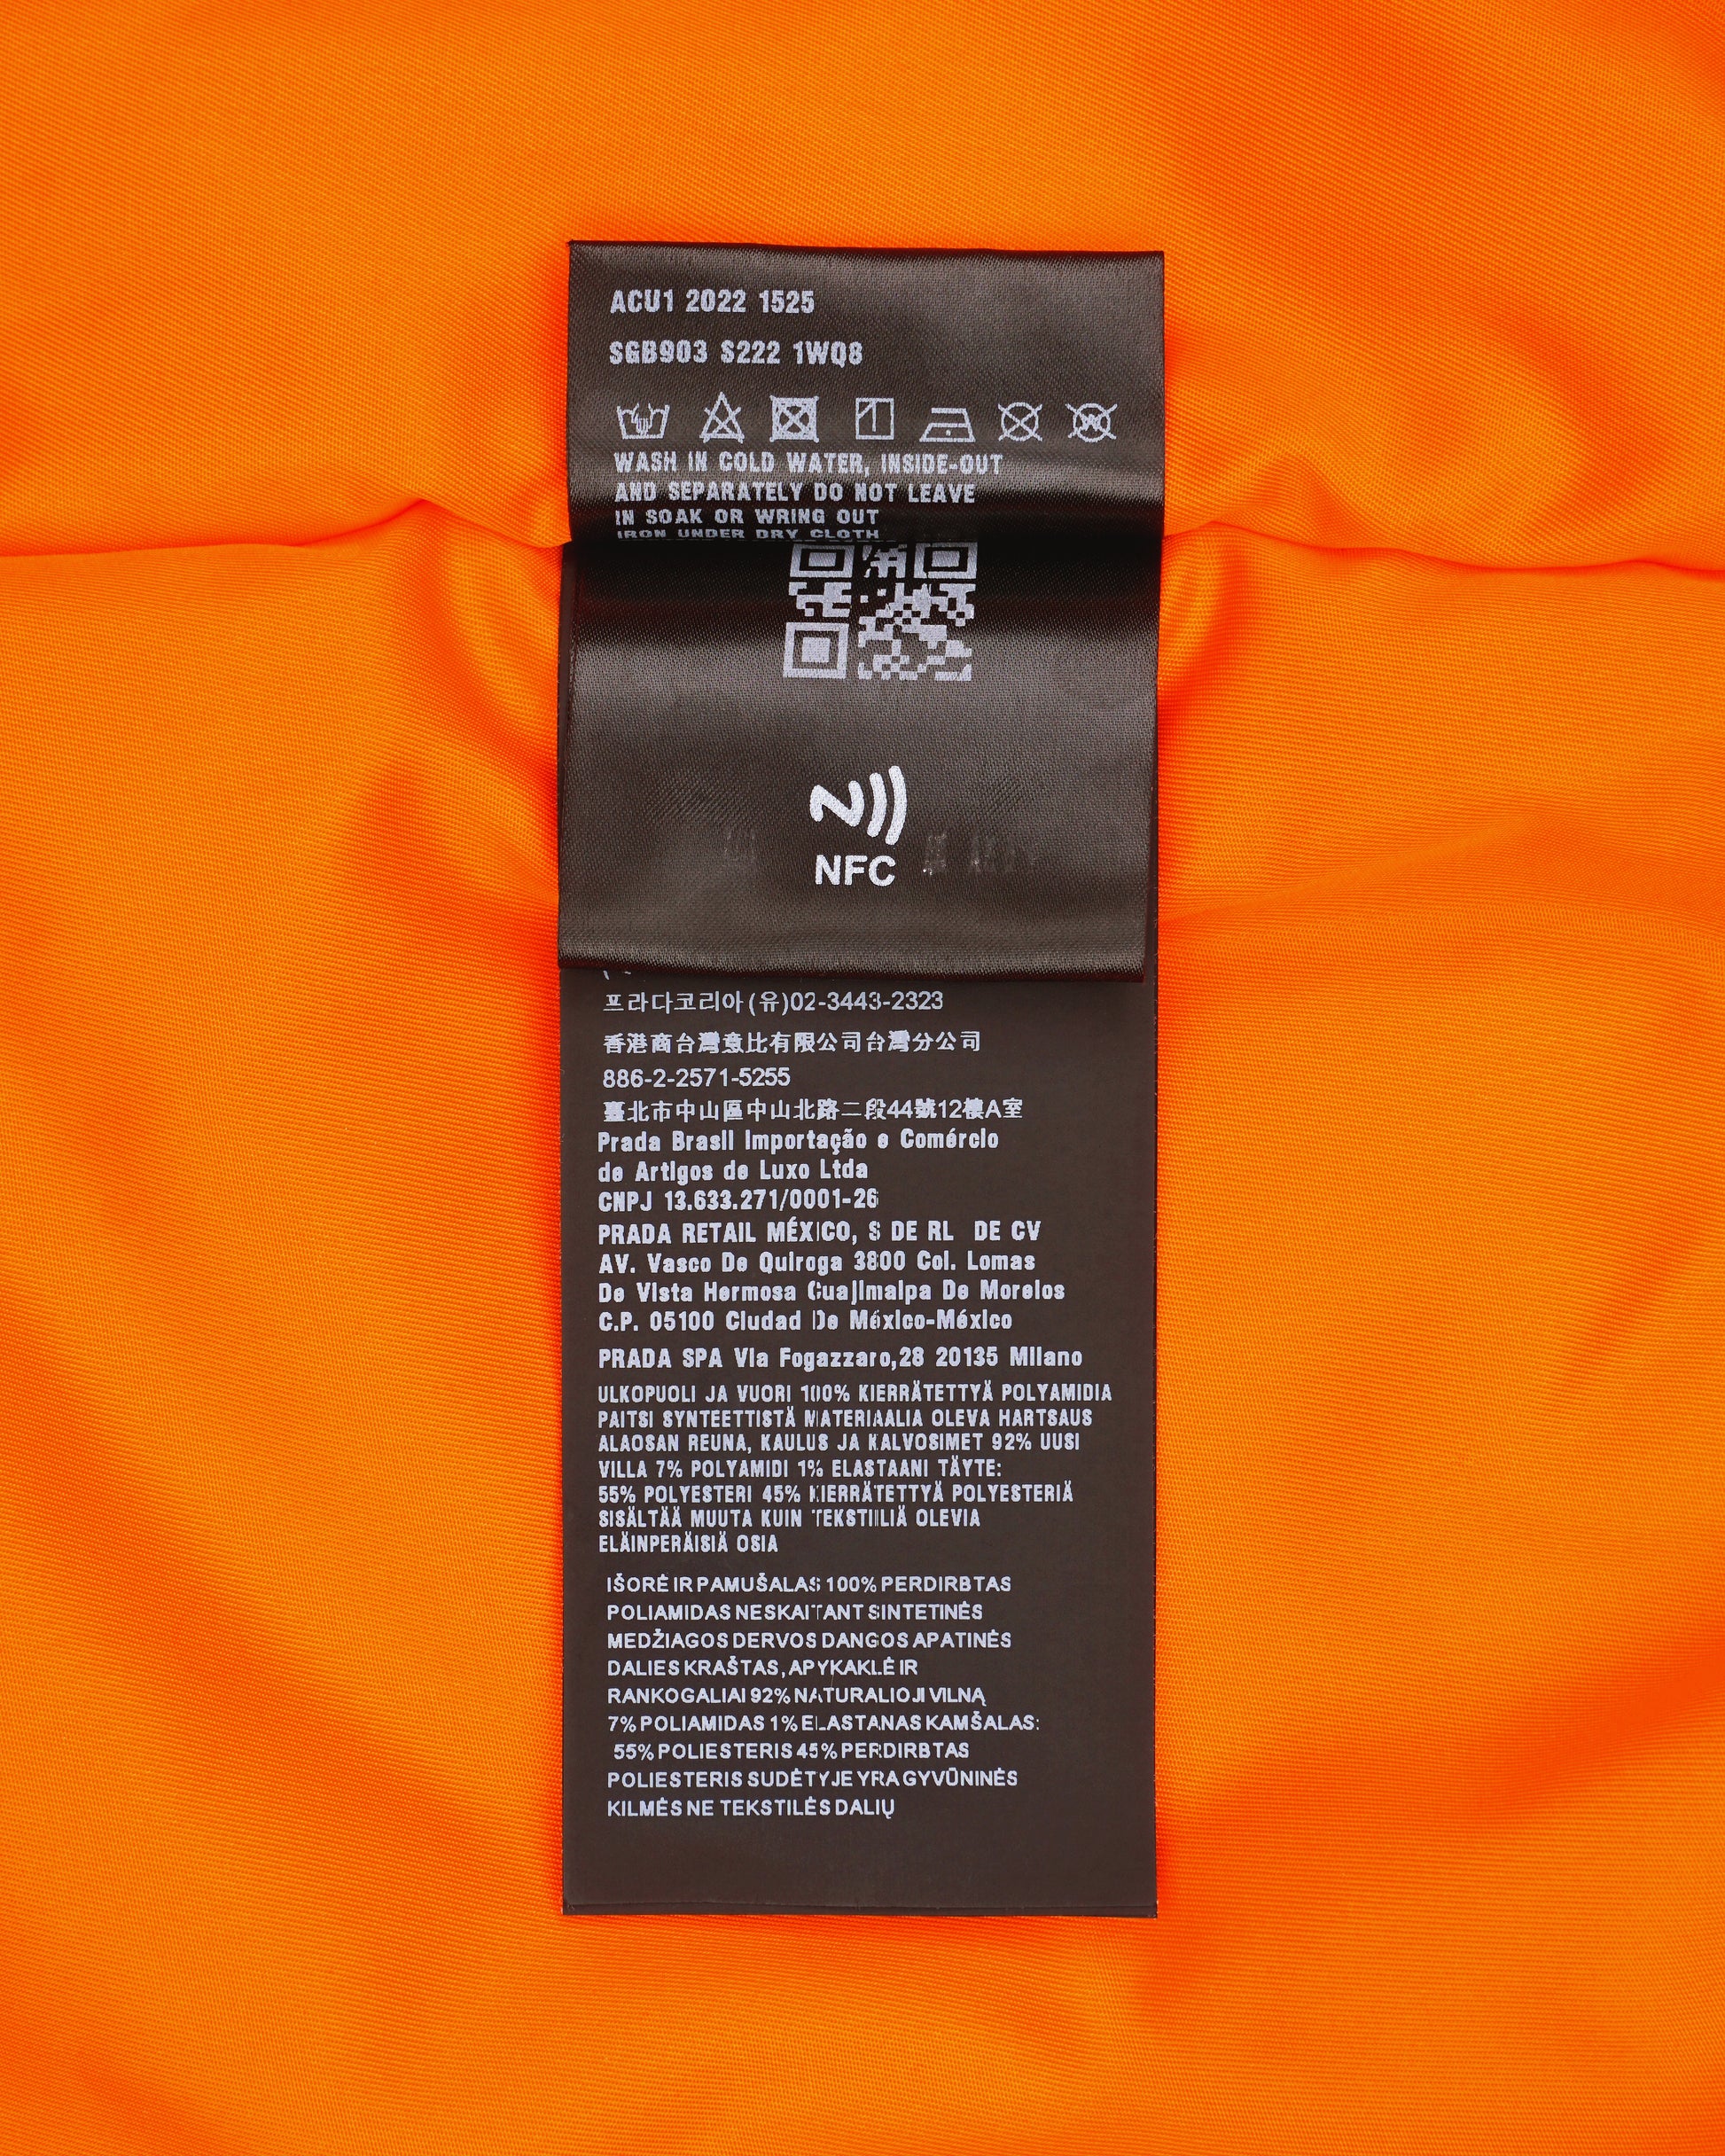 ACU1 2022 1525
SGB903 S222 1WQ8
WASH IN COLD WATER, INSIDE-OUT
AND SEPARATELY DO NOT LEAVE
IN SOAK OR WRING OUT
IRON UNDER DRY CLOTH
NFC
프라다코리아(유)02-3443-2323
香港商台灣意比有限公司台灣分公司
886-2-2571-5255
臺北市中山區中山北路二段44號12樓A室
Prada Brasil Importação e Comércio
de Artigos de Luxo Ltda
CNPJ 13.633.271/0001-26
PRADA RETAIL MÉXICO, S DE RL DE CV
AV. Vasco De Quiroga 3800 Col. Lomas
De Vista Hermosa Cuajimalpa De Morelos
C.P. 05100 Ciudad De México-México
PRADA SPA Via Fogazzaro,28 20135 Milano
ULKOPUOLI JA VUORI 100% KIERRÄTETTYÄ POLYAMIDIA
PAITSI SYNTEETTISTÄ MATERIAALIA OLEVA HARTSAUS
ALAOSAN REUNA, KAULUS JA KALVOSIMET 92% UUSI
VILLA 7% POLYAMIDI 1% ELASTAANI TÄYTE:
55% POLYESTERI 45% KIERRÄTETTYÄ POLYESTERIÄ
SISÄLTÄÄ MUUTA KUIN TEKSTIILIÄ OLEVIA
ELÄINPERÄISIÄ OSIA
IŠORĖ IR PAMUŠALAS 100% PERDIRBTAS
POLIAMIDAS NESKAITANT SINTETINĖS
MEDŽIAGOS DERVOS DANGOS APATINĖS
DALIES KRAŠTAS, APYKAKLĖ IR
RANKOGALIAI 92% NATURALIOJI VILNĄ
7% POLIAMIDAS 1% ELASTANAS KAMŠALAS:
55% POLIESTERIS 45% PERDIRBTAS
POLIESTERIS SUDĖTYJE YRA GYVŪNINĖS
KILMĖS NE TEKSTILĖS DALIŲ